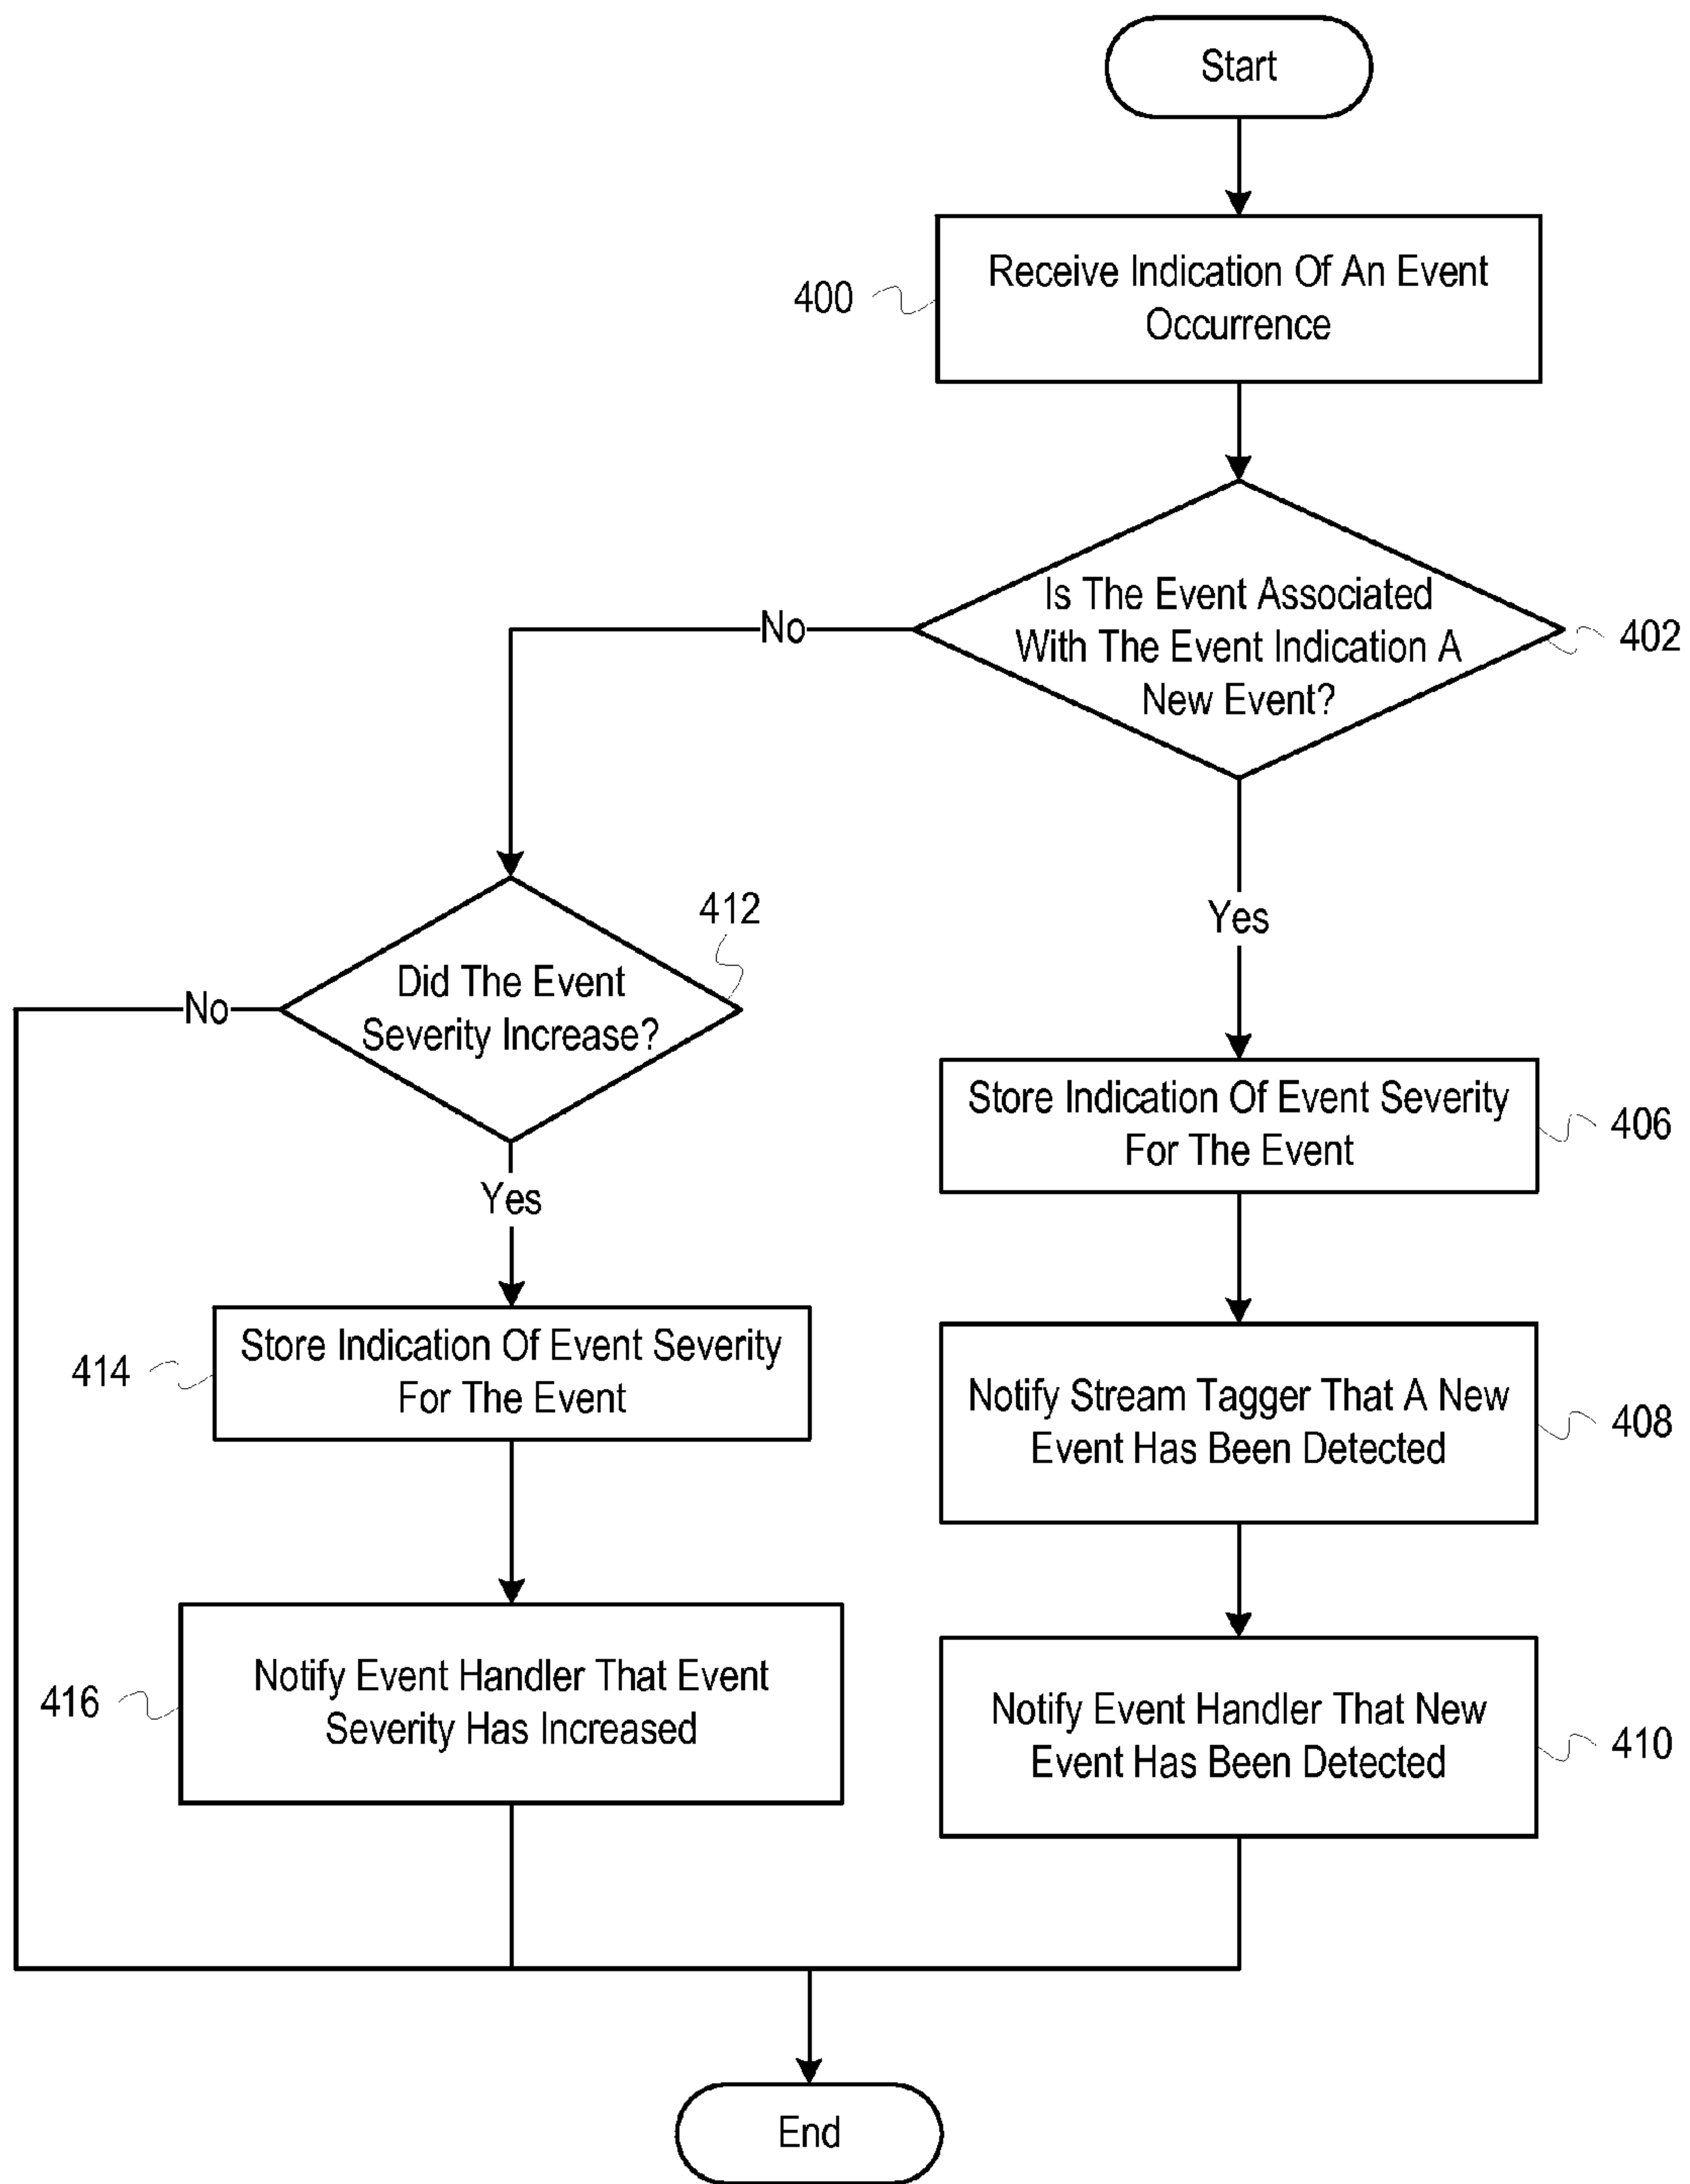 Start
Receive Indication Of An Event
Occurrence
400
Is The Event Associated
With The Event Indication A
New Event?
402
No
Yes
412
Did The Event
Severity Increase?
No
Yes
Store Indication Of Event Severity
For The Event
406
Store Indication Of Event Severity
For The Event
414
Notify Stream Tagger That A New
Event Has Been Detected
408
Notify Event Handler That Event
Severity Has Increased
416
Notify Event Handler That New
Event Has Been Detected
410
End